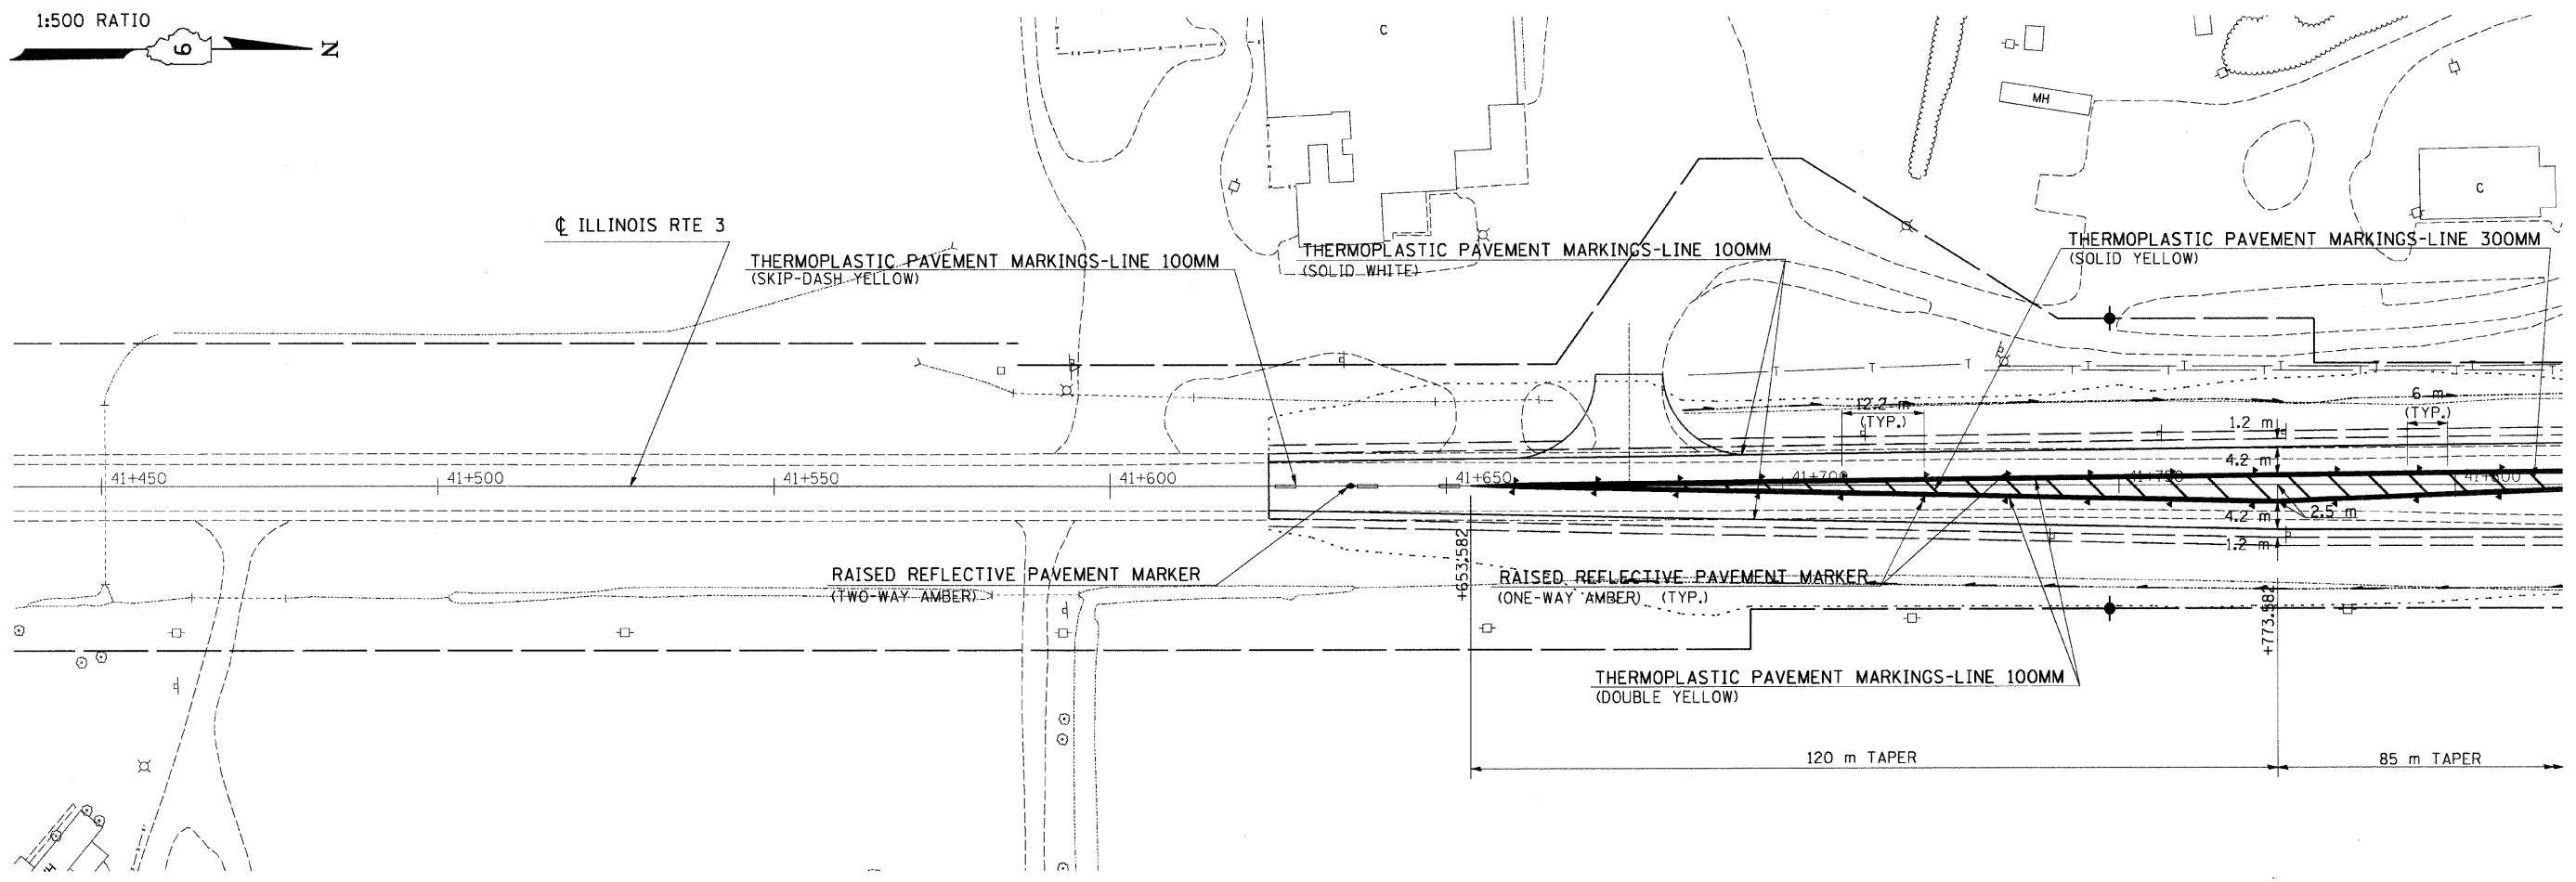 1:500 RATIO
6
N
C
MH
C
℄ ILLINOIS RTE 3
THERMOPLASTIC PAVEMENT MARKINGS-LINE 100MM
(SKIP-DASH YELLOW)
THERMOPLASTIC PAVEMENT MARKINGS-LINE 100MM
(SOLID WHITE)
THERMOPLASTIC PAVEMENT MARKINGS-LINE 300MM
(SOLID YELLOW)
T T T T T T T T T T
12.2 m
(TYP.)
6 m
(TYP.)
1.2 m
4.2 m
41+450
41+500
41+550
41+600
41+650
41+700
41+750
41+800
4.2 m
2.5 m
1.2 m
+653.582
+773.582
RAISED REFLECTIVE PAVEMENT MARKER
(TWO-WAY AMBER)
RAISED REFLECTIVE PAVEMENT MARKER
(ONE-WAY AMBER) (TYP.)
THERMOPLASTIC PAVEMENT MARKINGS-LINE 100MM
(DOUBLE YELLOW)
120 m TAPER
85 m TAPER